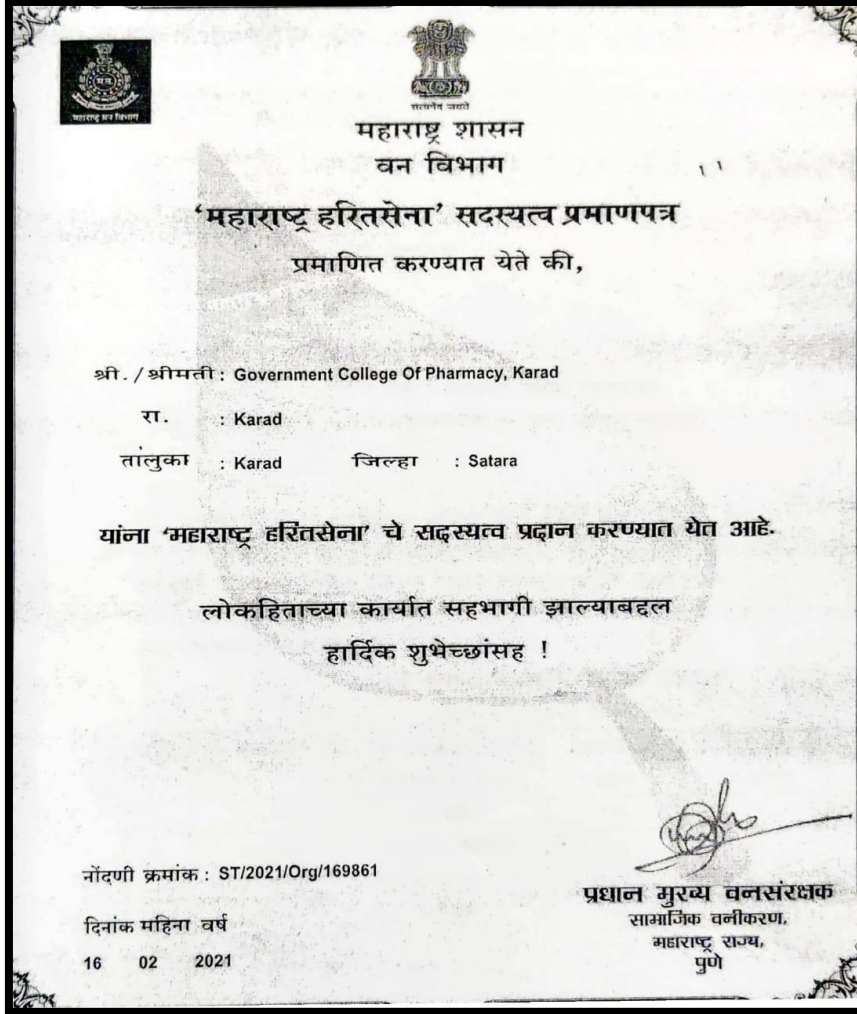 महाराष्ट्र वन विभाग
सत्यमेव जयते
महाराष्ट्र शासन
वन विभाग
‘महाराष्ट्र हरितसेना’ सदस्यत्व प्रमाणपत्र
प्रमाणित करण्यात येते की,
श्री. / श्रीमती : Government College Of Pharmacy, Karad
रा. : Karad
तालुका : Karad जिल्हा : Satara
यांना ‘महाराष्ट्र हरितसेना’ चे सदस्यत्व प्रदान करण्यात येत आहे.
लोकहिताच्या कार्यात सहभागी झाल्याबद्दल
हार्दिक शुभेच्छांसह !
नोंदणी क्रमांक : ST/2021/Org/169861
प्रधान मुख्य वनसंरक्षक
सामाजिक वनीकरण,
महाराष्ट्र राज्य,
पुणे
दिनांक महिना वर्ष
16 02 2021